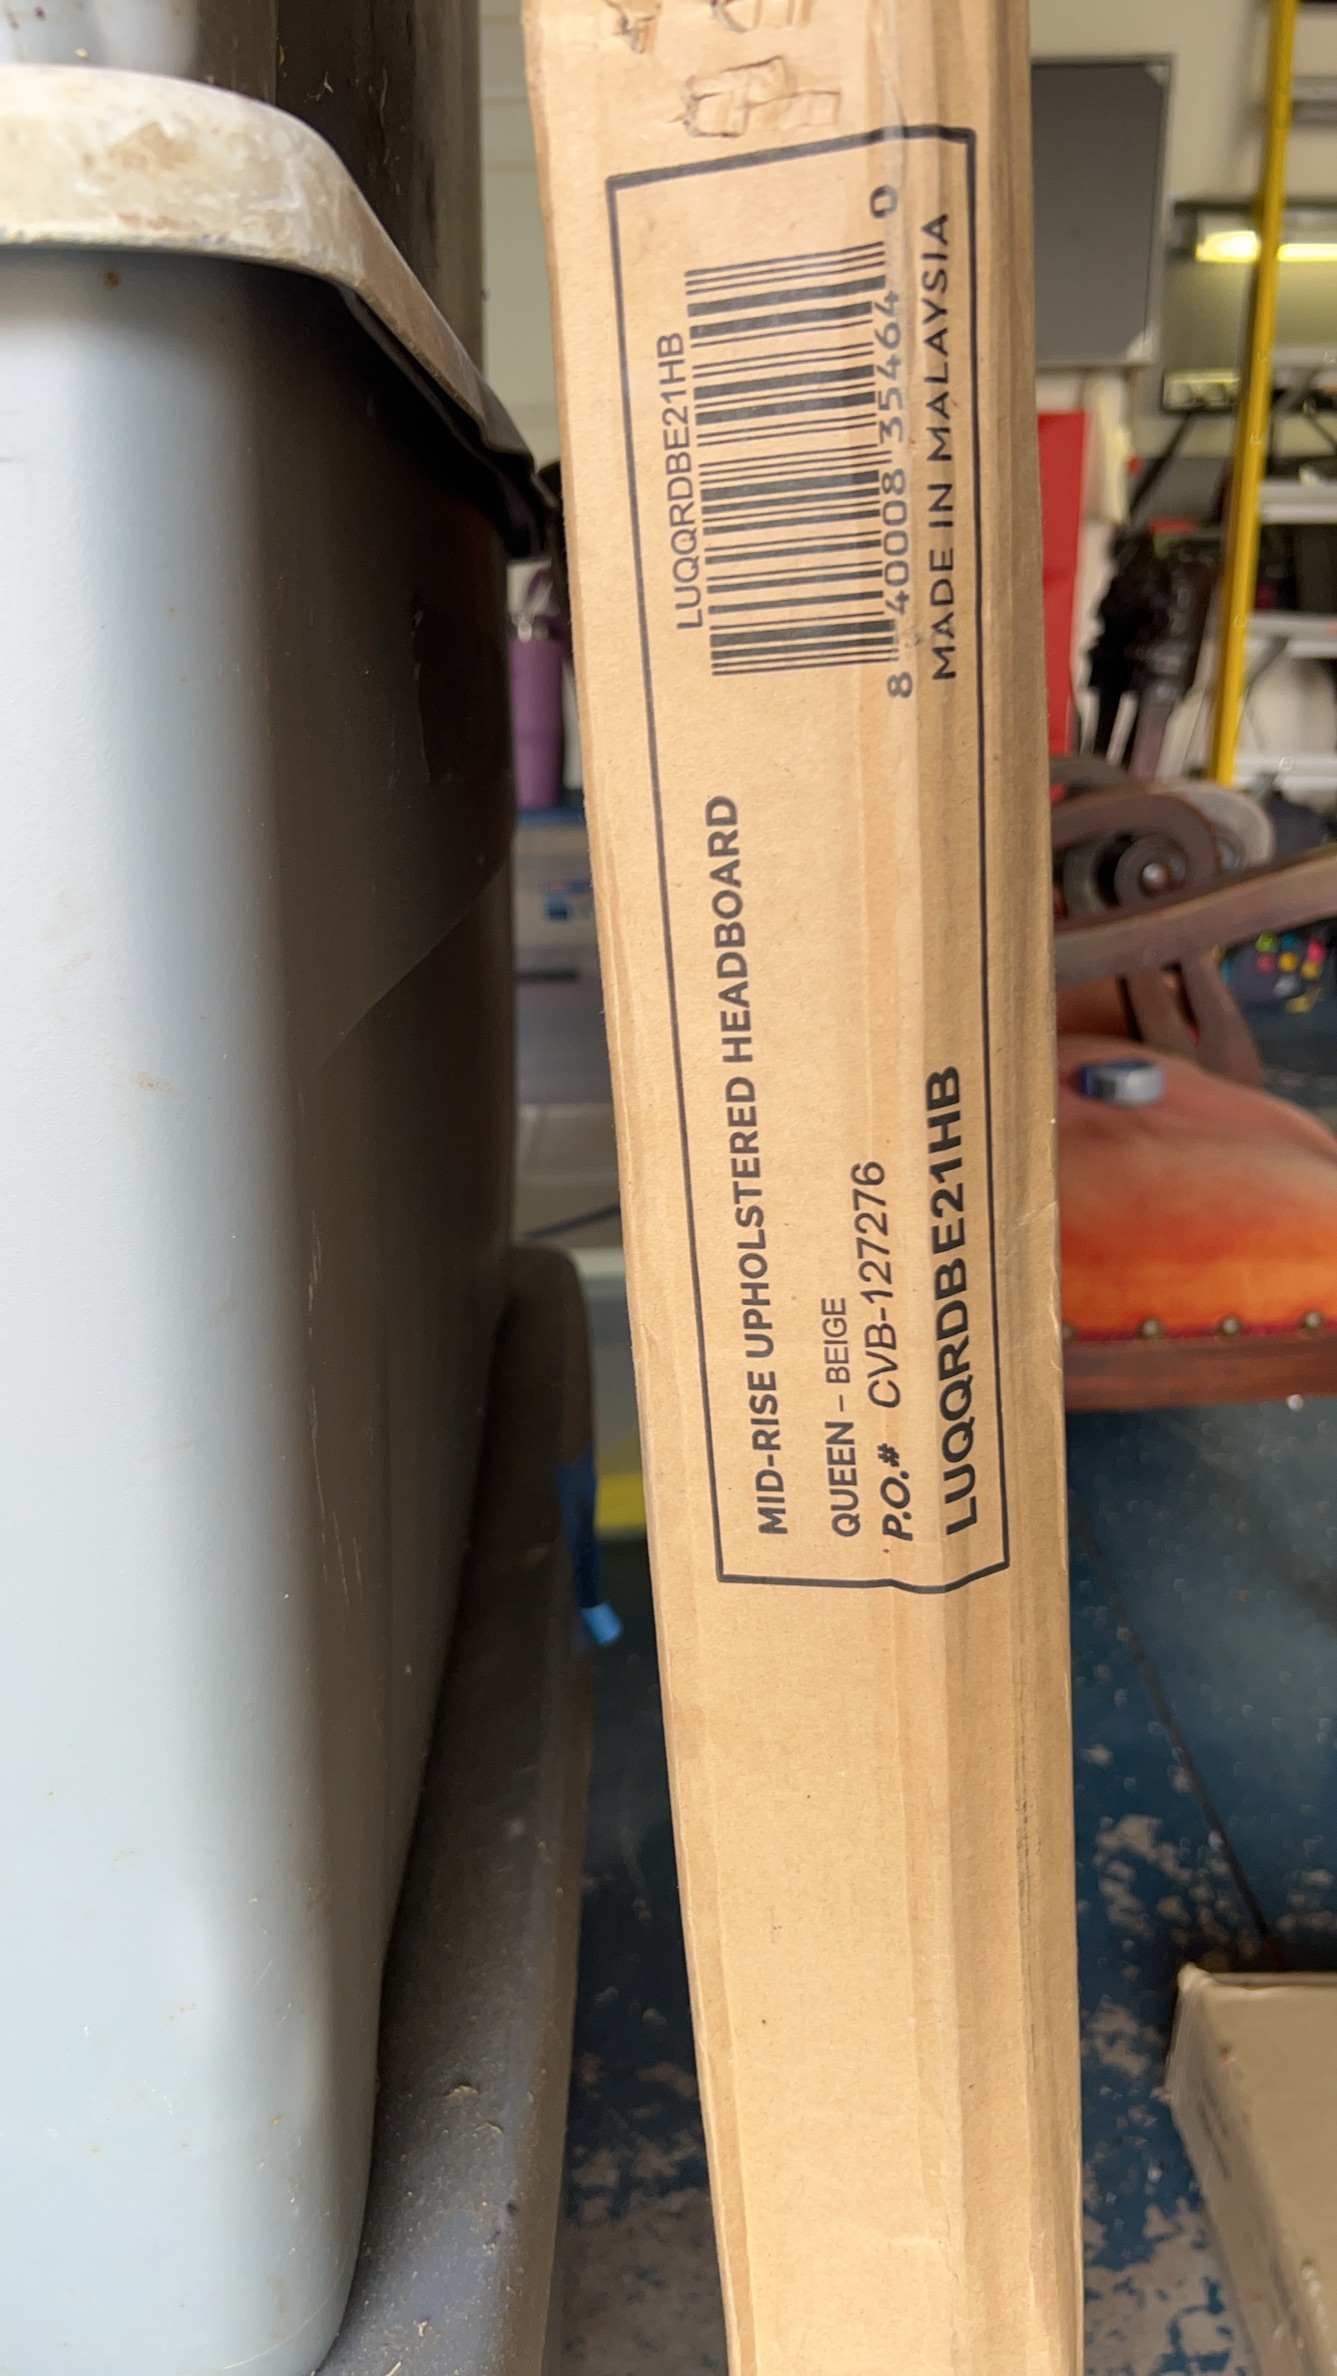 MID-RISE UPHOLSTERED HEADBOARD
QUEEN – BEIGE
P.O.# CVB-127276
LUQQRDBE21HB
LUQQRDBE21HB
8 40008 35464 0
MADE IN MALAYSIA